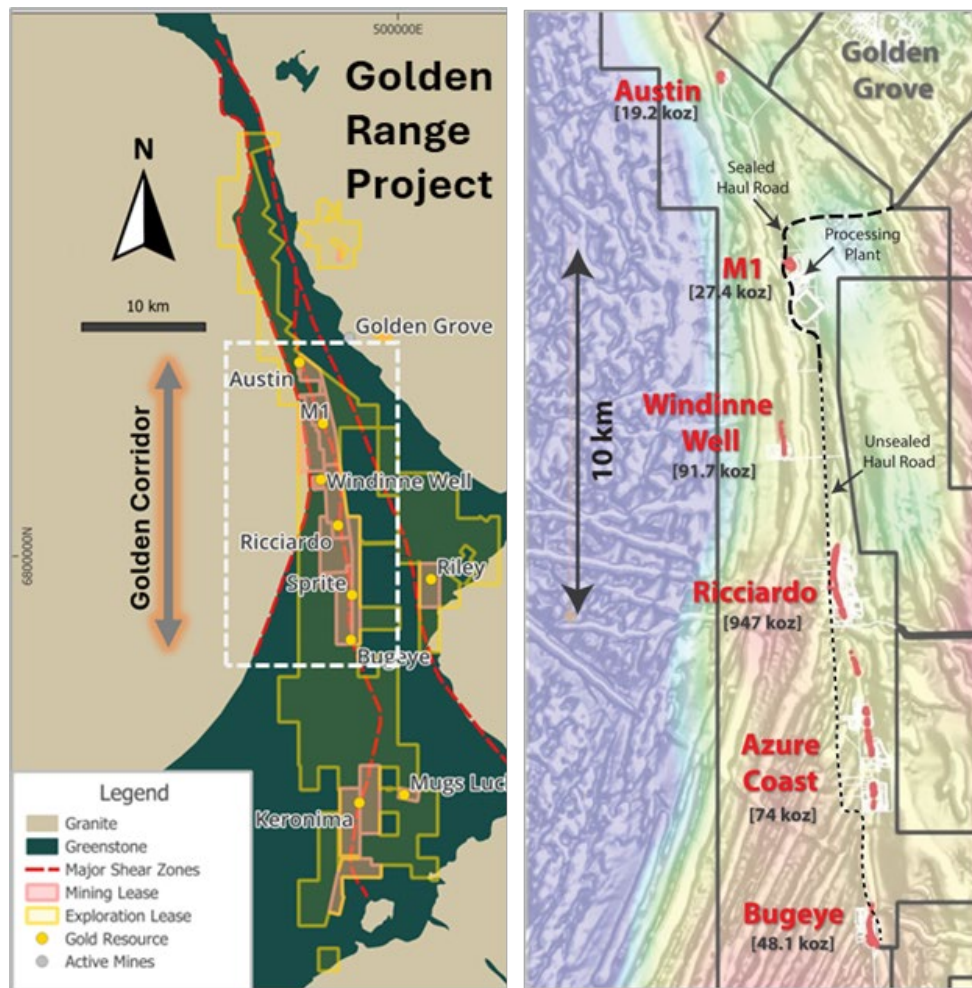 500000E
Golden
Range
Project
N
10 km
Golden Grove
Austin
M1
Windinne Well
Ricciardo
Sprite
Riley
Bugeye
Mugs Luc
Keronima
Golden Corridor
6800000N
Legend
Granite
Greenstone
Major Shear Zones
Mining Lease
Exploration Lease
Gold Resource
Active Mines
Golden
Grove
Austin
[19.2 koz]
Sealed
Haul Road
Processing
Plant
M1
[27.4 koz]
10 km
Windinne
Well
[91.7 koz]
Unsealed
Haul Road
Ricciardo
[947 koz]
Azure
Coast
[74 koz]
Bugeye
[48.1 koz]